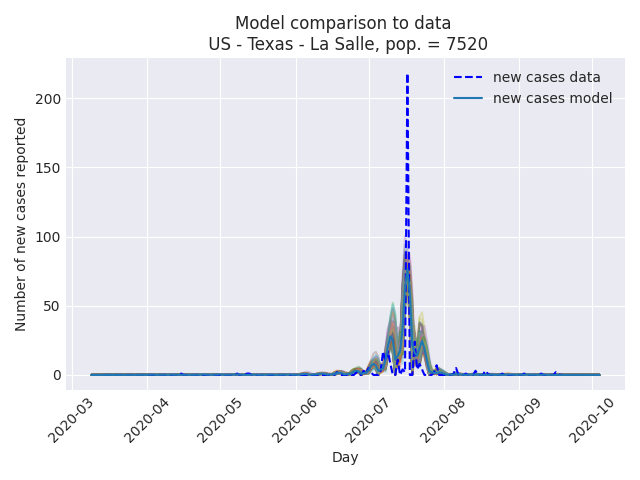 Model comparison to data
US - Texas - La Salle, pop. = 7520
new cases data
new cases model
Number of new cases reported
200
150
100
50
0
2020-03
2020-04
2020-05
2020-06
2020-07
2020-08
2020-09
2020-10
Day